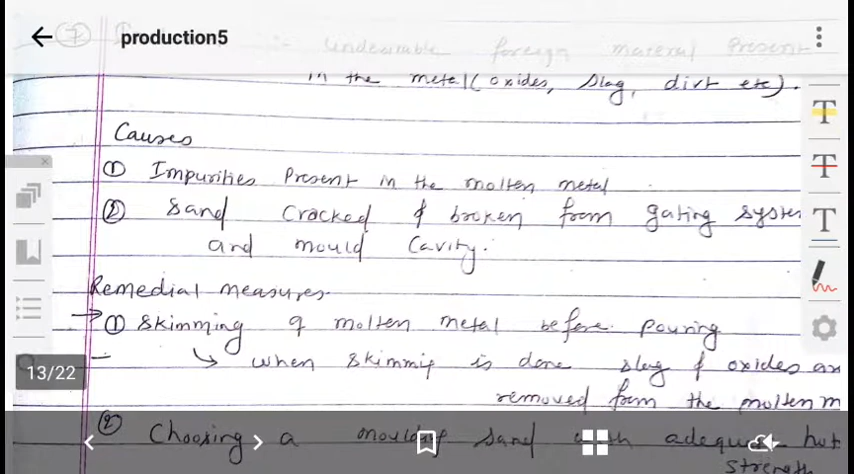 production5
⑦ undesirable foreign material Present
in the metal (oxides, slag, dirt etc).
Causes
① Impurities Present in the molten metal
② Sand cracked & broken from gating system
and mould cavity.
Remedial measures
→ ① Skimming of molten metal before pouring
↳ when skimmig is done slag & oxides are
removed from the molten m
13/22
② Choosing a moulding sand with adequate hot
strength